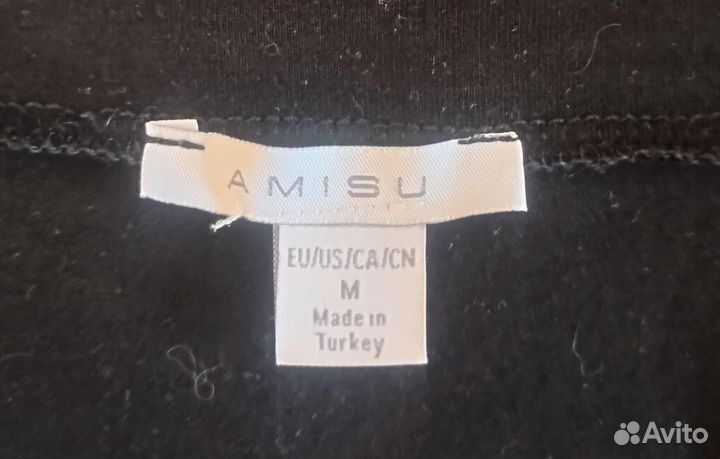 AMISU
EU/US/CA/CN
M
Made in
Turkey
Avito